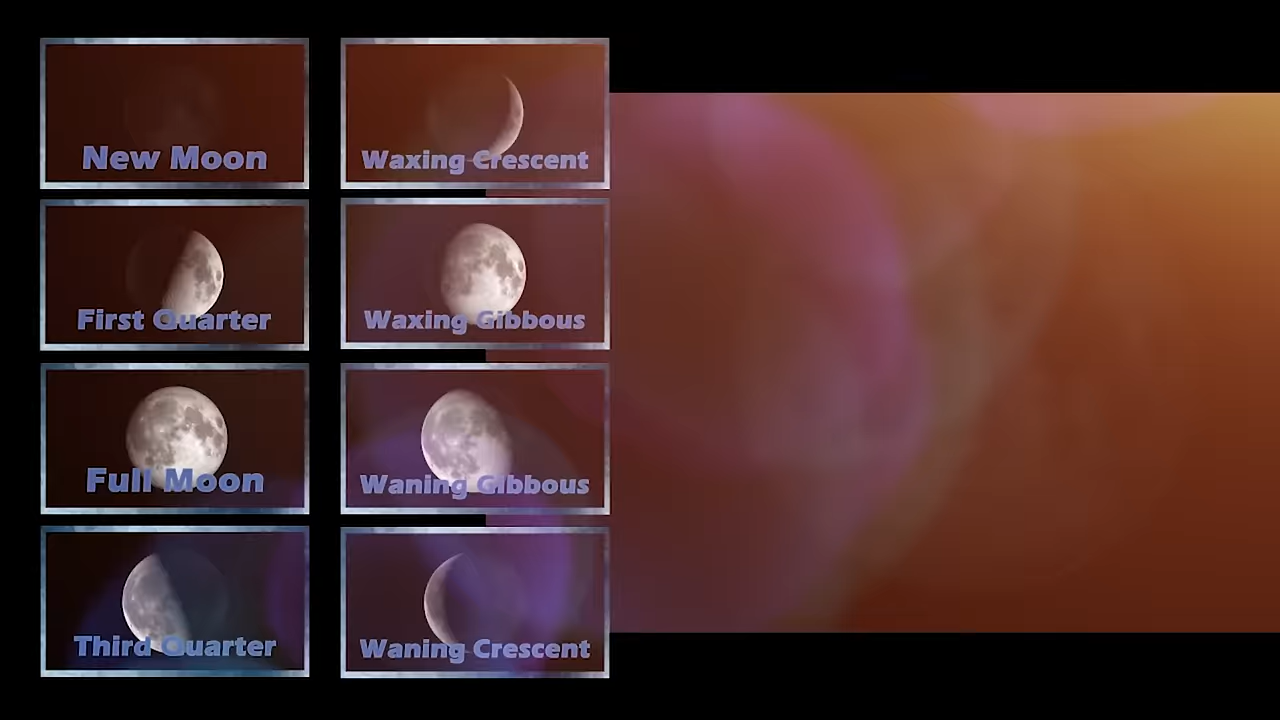 New Moon
Waxing Crescent
First Quarter
Waxing Gibbous
Full Moon
Waning Gibbous
Third Quarter
Waning Crescent